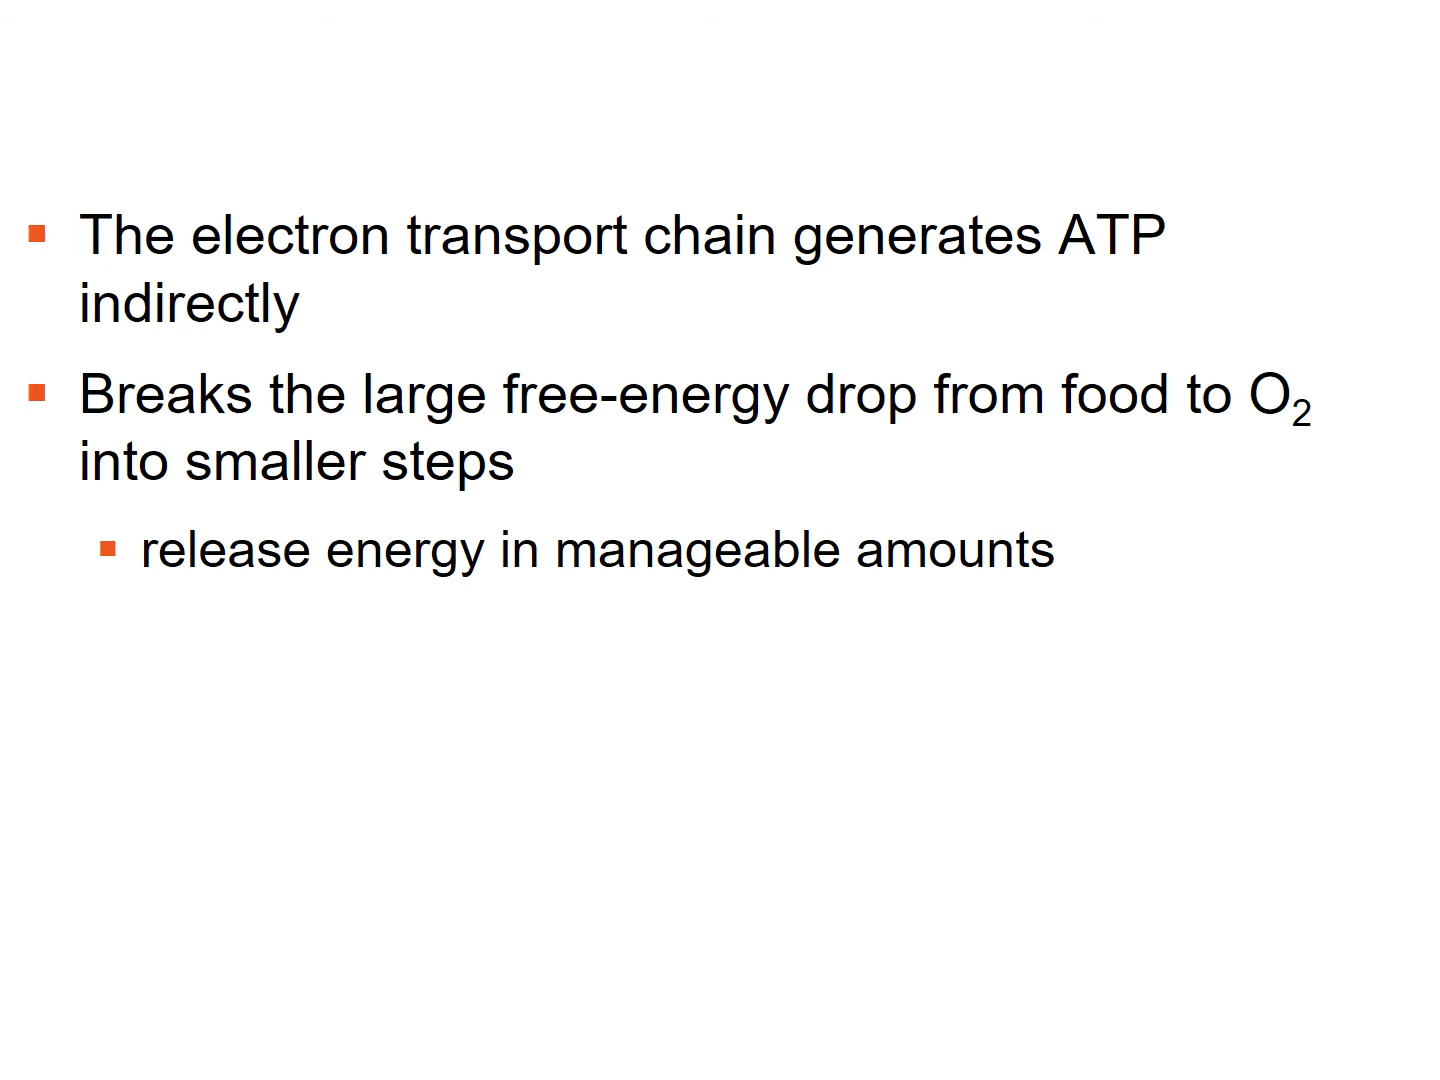 The electron transport chain generates ATP
indirectly
Breaks the large free-energy drop from food to O₂
into smaller steps
release energy in manageable amounts